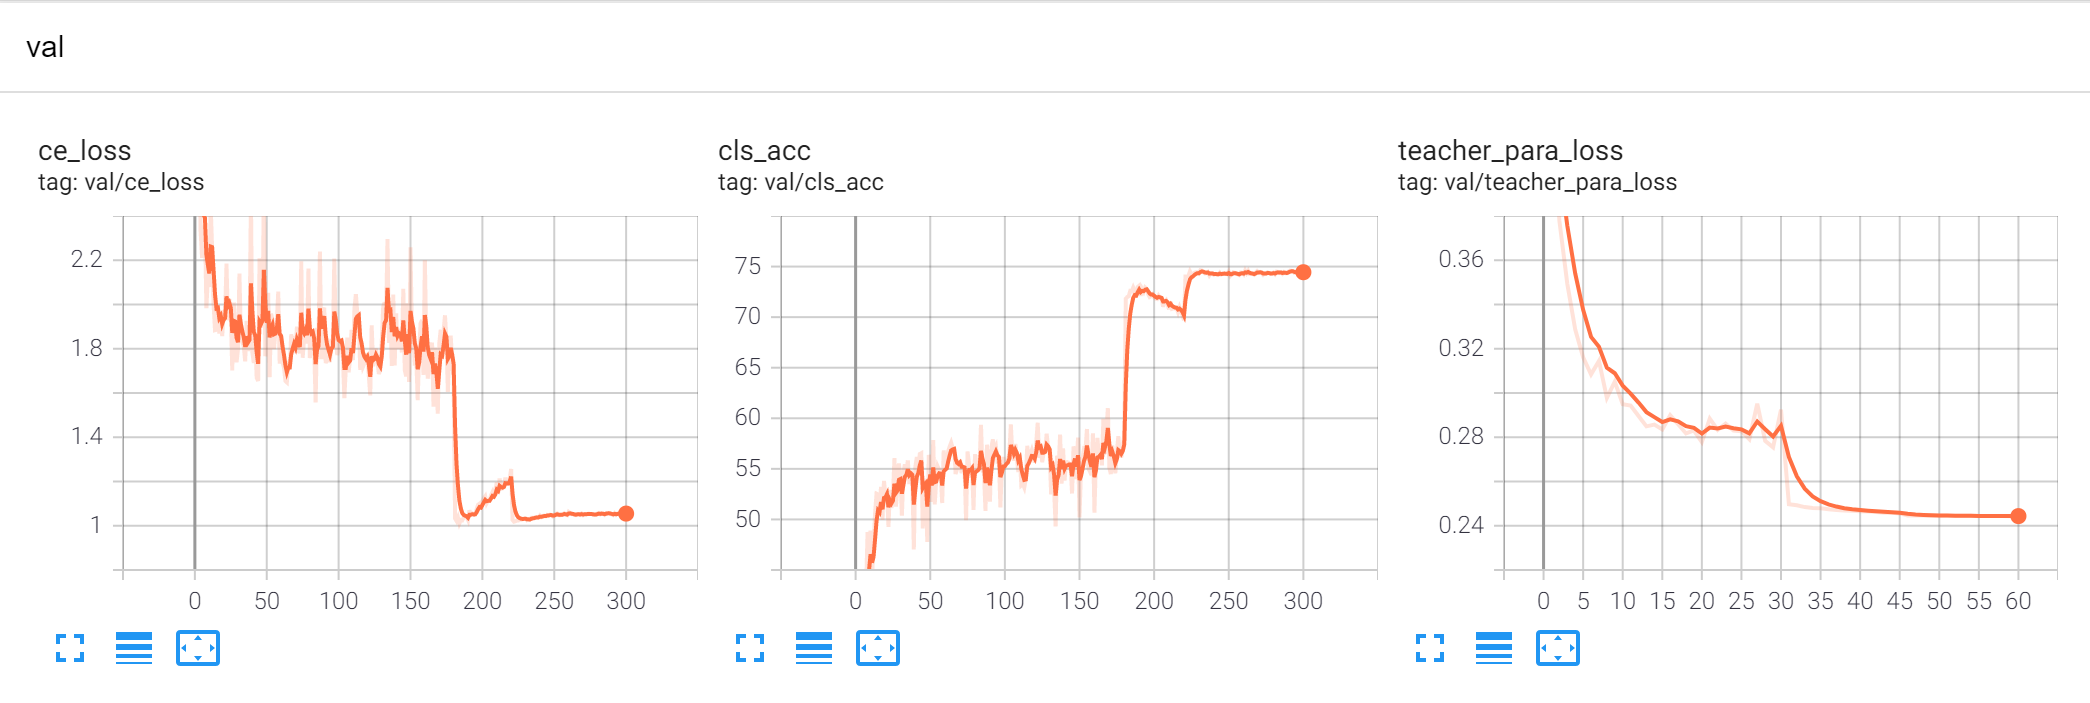 val
ce_loss
tag: val/ce_loss
2.2
1.8
1.4
1
0 50 100 150 200 250 300
cls_acc
tag: val/cls_acc
75
70
65
60
55
50
0 50 100 150 200 250 300
teacher_para_loss
tag: val/teacher_para_loss
0.36
0.32
0.28
0.24
0 5 10 15 20 25 30 35 40 45 50 55 60